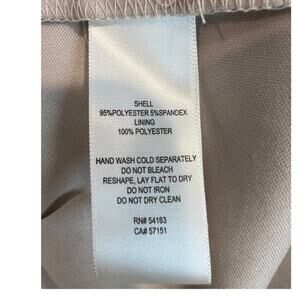 SHELL
95%POLYESTER 5%SPANDEX
LINING
100% POLYESTER
HAND WASH COLD SEPARATELY
DO NOT BLEACH
RESHAPE, LAY FLAT TO DRY
DO NOT IRON
DO NOT DRY CLEAN
RN# 54163
CA# 57151